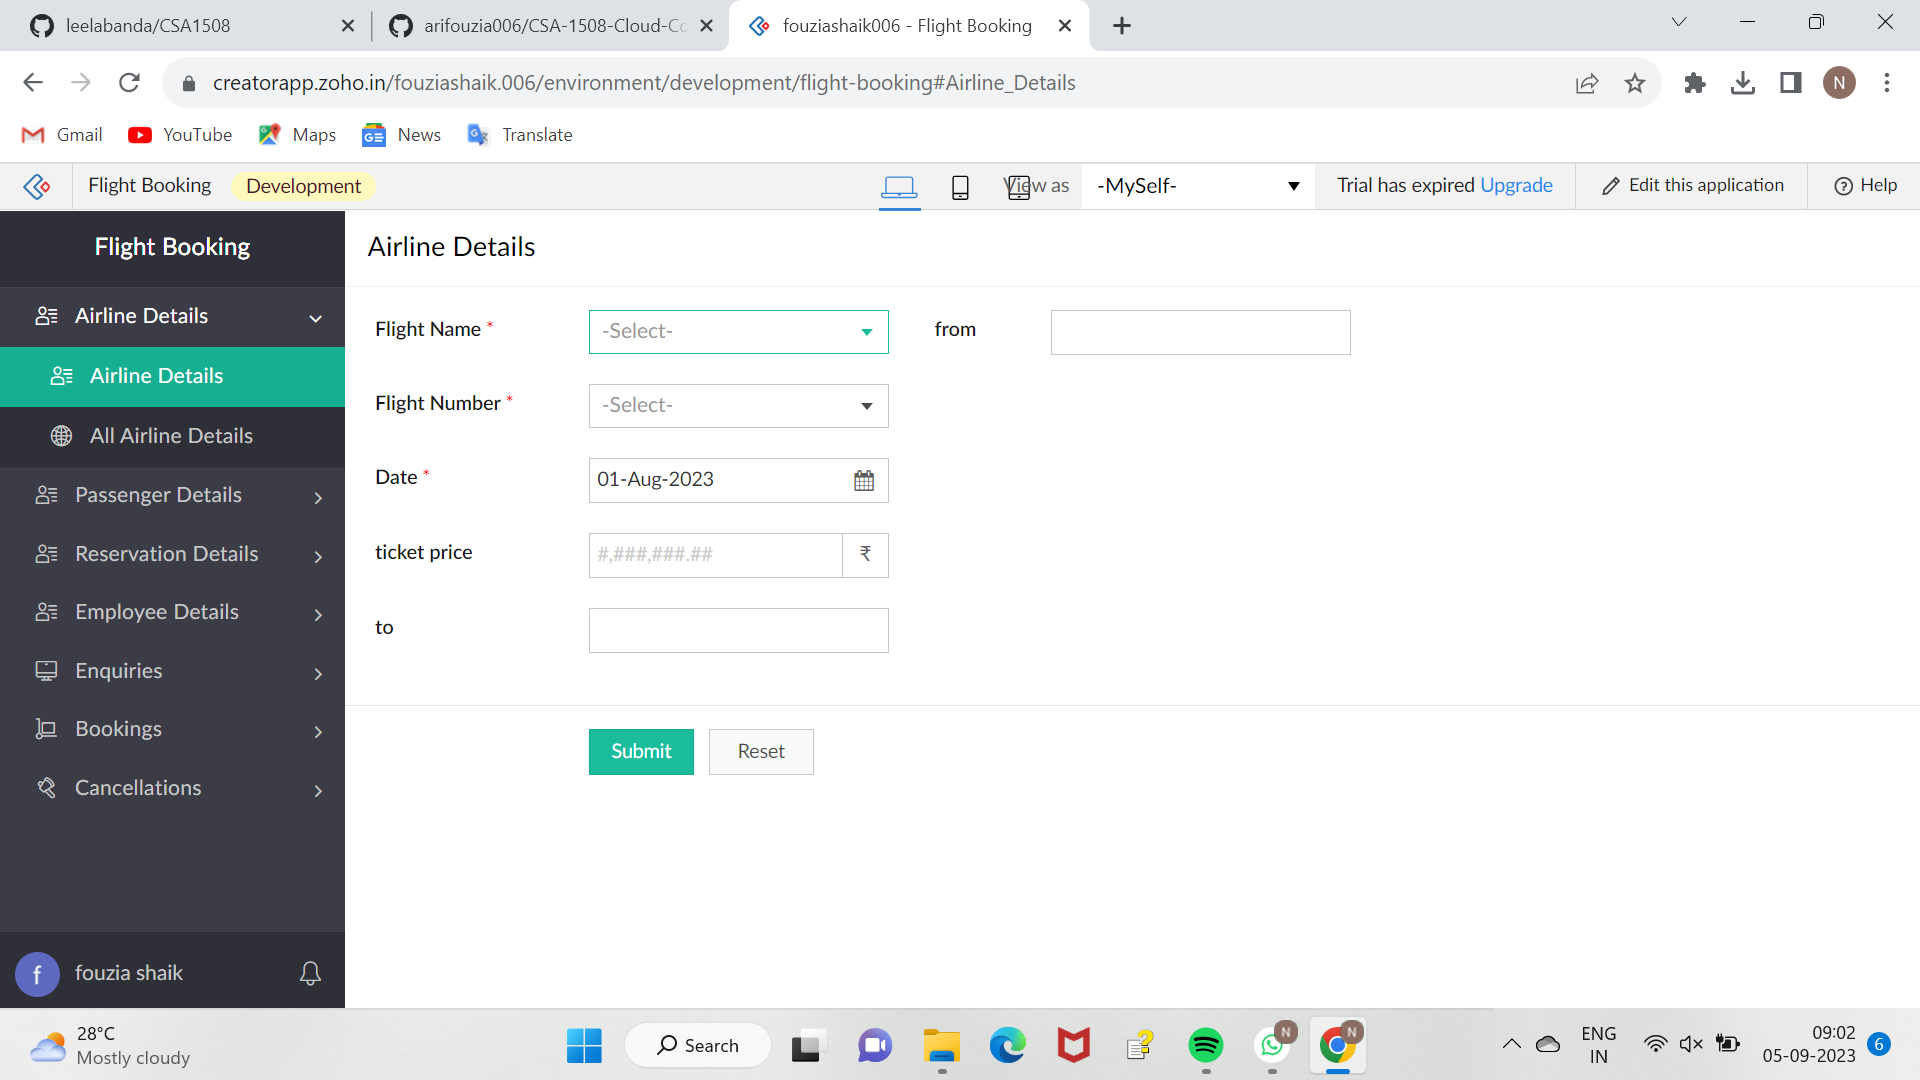 leelabanda/CSA1508
arifouzia006/CSA-1508-Cloud-Co
fouziashaik006 - Flight Booking
creatorapp.zoho.in/fouziashaik.006/environment/development/flight-booking#Airline_Details
N
Gmail
YouTube
Maps
News
Translate
Flight Booking
Development
View as
-MySelf-
Trial has expired Upgrade
Edit this application
Help
Flight Booking
Airline Details
Airline Details
All Airline Details
Passenger Details
Reservation Details
Employee Details
Enquiries
Bookings
Cancellations
f
fouzia shaik
Airline Details
Flight Name *
-Select-
from
Flight Number *
-Select-
Date *
01-Aug-2023
ticket price
#,###,###.##
₹
to
Submit
Reset
28°C
Mostly cloudy
Search
N
N
ENG
IN
09:02
05-09-2023
6